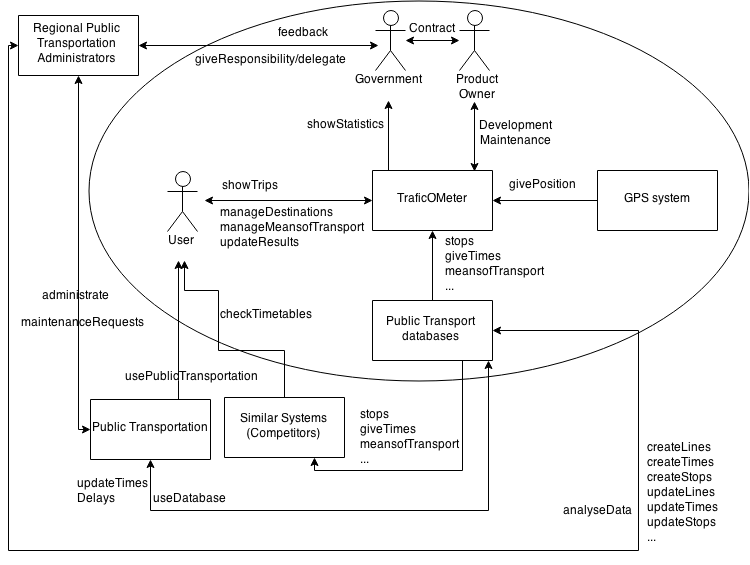 Regional Public
Transportation
Administrators
feedback
giveResponsibility/delegate
Contract
Government
Product
Owner
showStatistics
Development
Maintenance
showTrips
manageDestinations
manageMeansofTransport
updateResults
User
TraficOMeter
givePosition
GPS system
stops
giveTimes
meansofTransport
...
administrate
maintenanceRequests
checkTimetables
Public Transport
databases
usePublicTransportation
Public Transportation
Similar Systems
(Competitors)
stops
giveTimes
meansofTransport
...
updateTimes
Delays
useDatabase
analyseData
createLines
createTimes
createStops
updateLines
updateTimes
updateStops
...